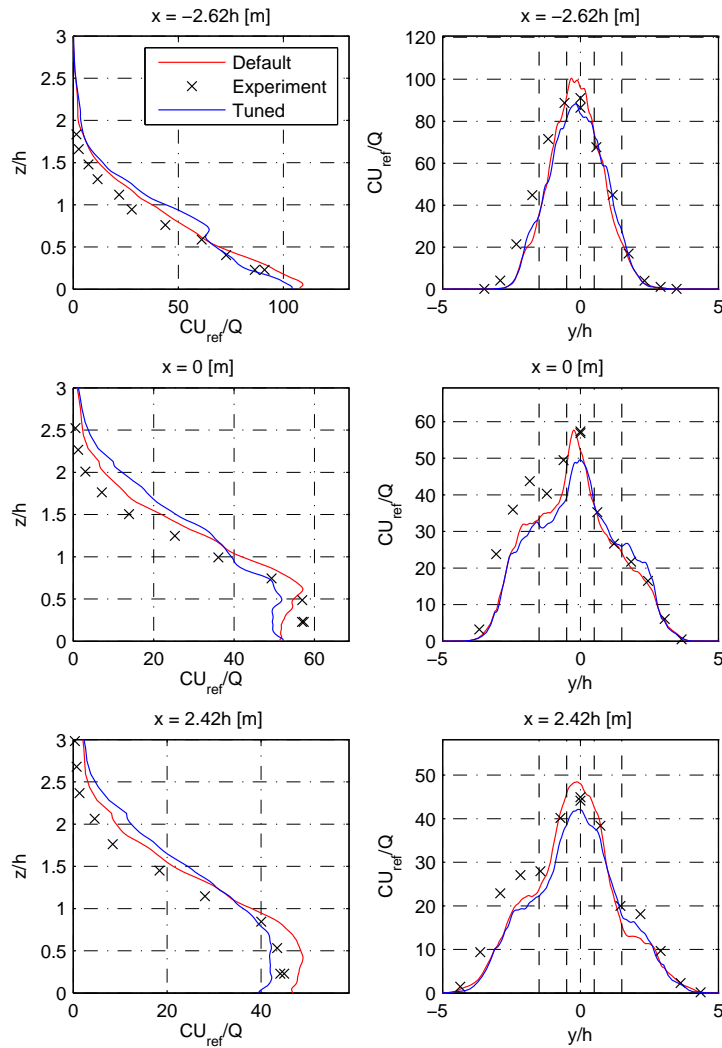 x = −2.62h [m]
3
2.5
2
1.5
1
0.5
0
z/h
Default
Experiment
Tuned
0
50
100
CU_ref/Q
x = −2.62h [m]
120
100
80
60
40
20
0
CU_ref/Q
−5
0
5
y/h
x = 0 [m]
3
2.5
2
1.5
1
0.5
0
z/h
0
20
40
60
CU_ref/Q
x = 0 [m]
60
50
40
30
20
10
0
CU_ref/Q
−5
0
5
y/h
x = 2.42h [m]
3
2.5
2
1.5
1
0.5
0
z/h
0
20
40
CU_ref/Q
x = 2.42h [m]
50
40
30
20
10
0
CU_ref/Q
−5
0
5
y/h